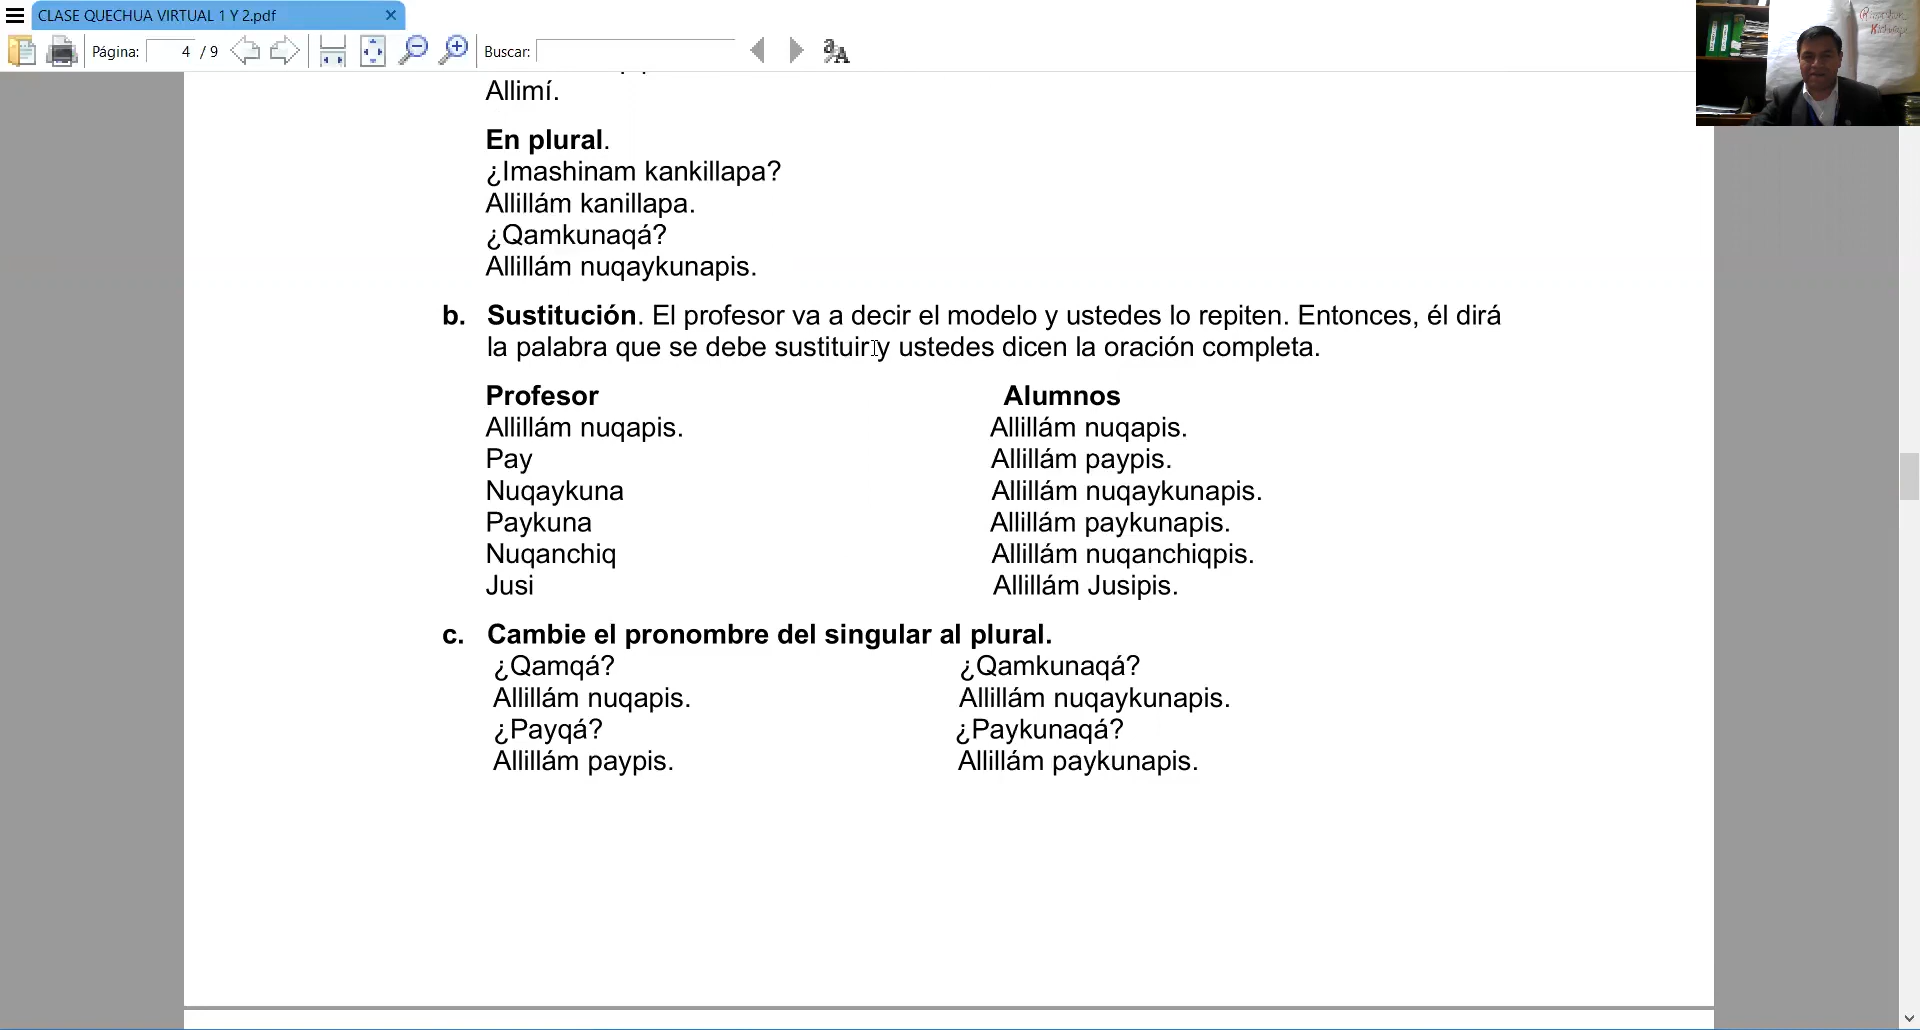 CLASE QUECHUA VIRTUAL 1 Y 2.pdf
Página: 4 / 9 Buscar:
Allimí.
En plural.
¿Imashinam kankillapa?
Allillám kanillapa.
¿Qamkunaqá?
Allillám nuqaykunapis.
b. Sustitución. El profesor va a decir el modelo y ustedes lo repiten. Entonces, él dirá
la palabra que se debe sustituir y ustedes dicen la oración completa.
Profesor Alumnos
Allillám nuqapis. Allillám nuqapis.
Pay Allillám paypis.
Nuqaykuna Allillám nuqaykunapis.
Paykuna Allillám paykunapis.
Nuqanchiq Allillám nuqanchiqpis.
Jusi Allillám Jusipis.
c. Cambie el pronombre del singular al plural.
¿Qamqá? ¿Qamkunaqá?
Allillám nuqapis. Allillám nuqaykunapis.
¿Payqá? ¿Paykunaqá?
Allillám paypis. Allillám paykunapis.